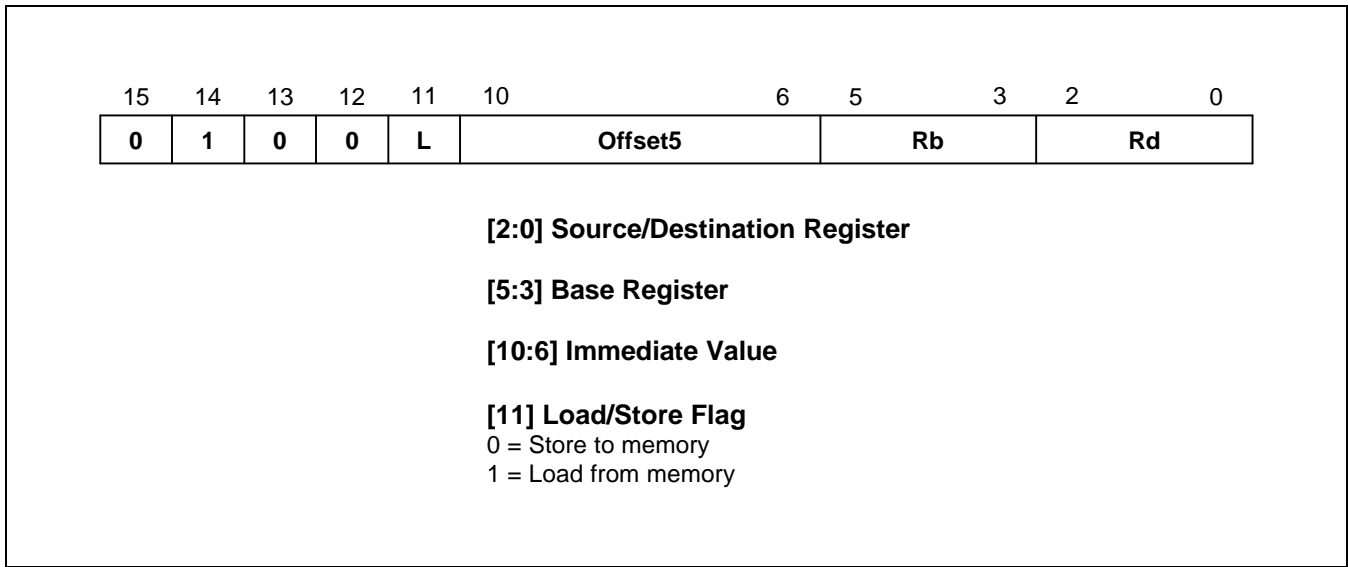 15 14 13 12 11 10 6 5 3 2 0
0 1 0 0 L Offset5 Rb Rd
[2:0] Source/Destination Register
[5:3] Base Register
[10:6] Immediate Value
[11] Load/Store Flag
0 = Store to memory
1 = Load from memory